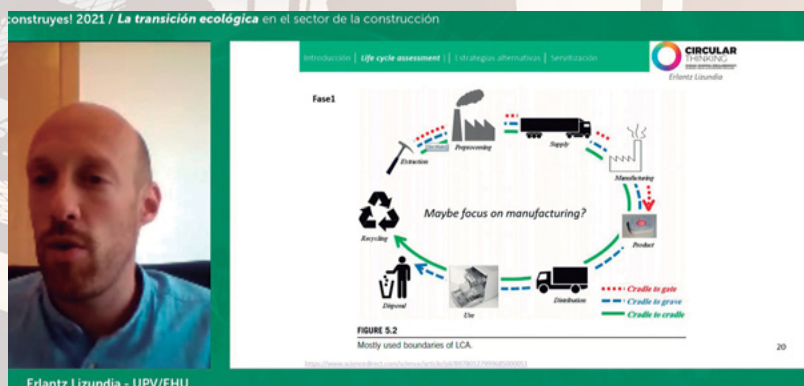 construyes! 2021 / La transición ecológica en el sector de la construcción
Introducción | Life cycle assessment | Estrategias alternativas | Servitización
CIRCULAR
THINKING
Erlantz Lizundia
Fase1
Extraction
Preprocessing
Supply
Manufacturing
Product
Distribution
Use
Disposal
Recycling
Maybe focus on manufacturing?
Cradle to gate
Cradle to grave
Cradle to cradle
FIGURE 5.2
Mostly used boundaries of LCA.
20
Erlantz Lizundia - UPV/EHU